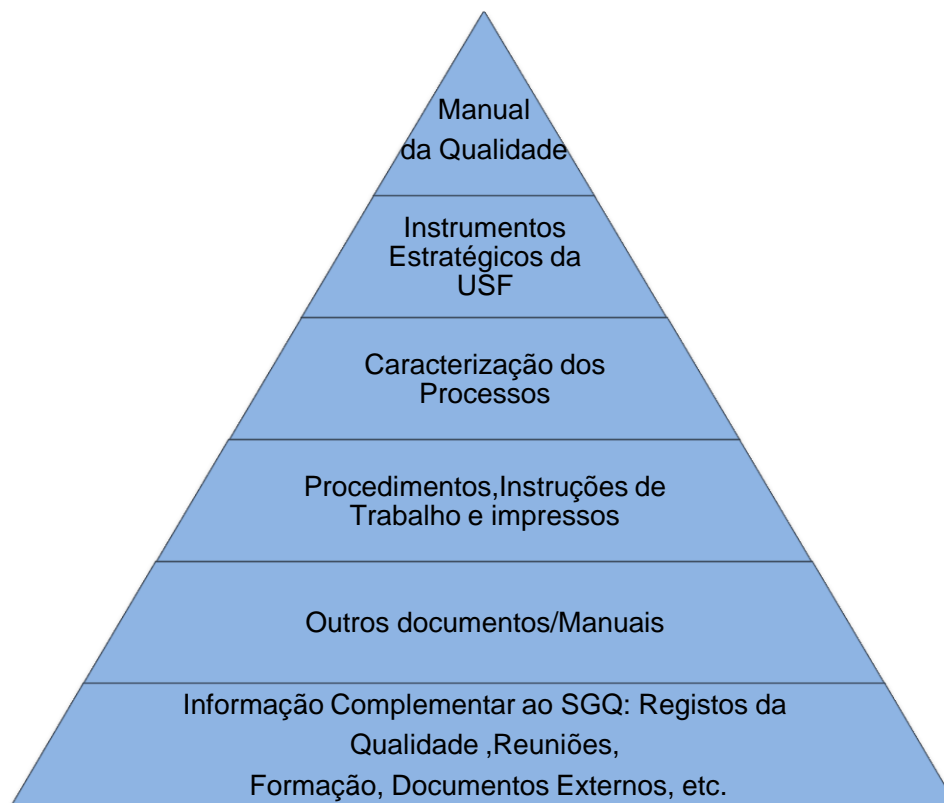 Manual
da Qualidade
Instrumentos
Estratégicos da
USF
Caracterização dos
Processos
Procedimentos,Instruções de
Trabalho e impressos
Outros documentos/Manuais
Informação Complementar ao SGQ: Registos da
Qualidade ,Reuniões,
Formação, Documentos Externos, etc.